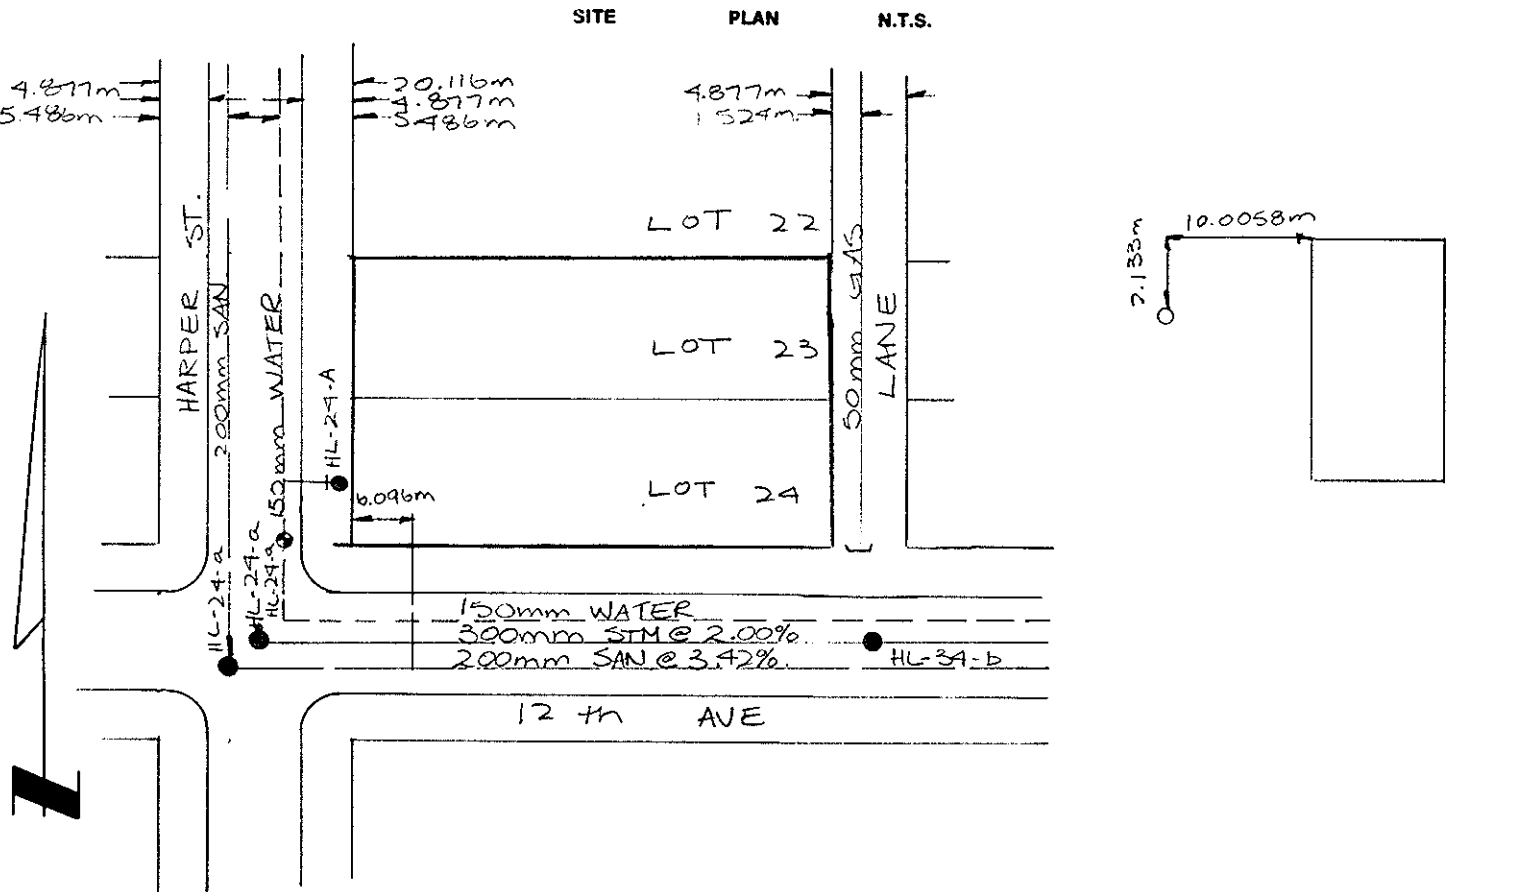 SITE PLAN N.T.S.
4.877m
5.486m
20.116m
4.877m
5.486m
4.877m
1.524m
HARPER ST.
200mm SAN
150mm WATER
HL-24-A
LOT 22
LOT 23
LOT 24
50mm GAS
LANE
6.096m
HL-24-a
HL-24-a
HL-24-a
150mm WATER
300mm STM @ 2.00%
200mm SAN @ 3.42%
HL-34-b
12 th AVE
10.0058m
2.133m